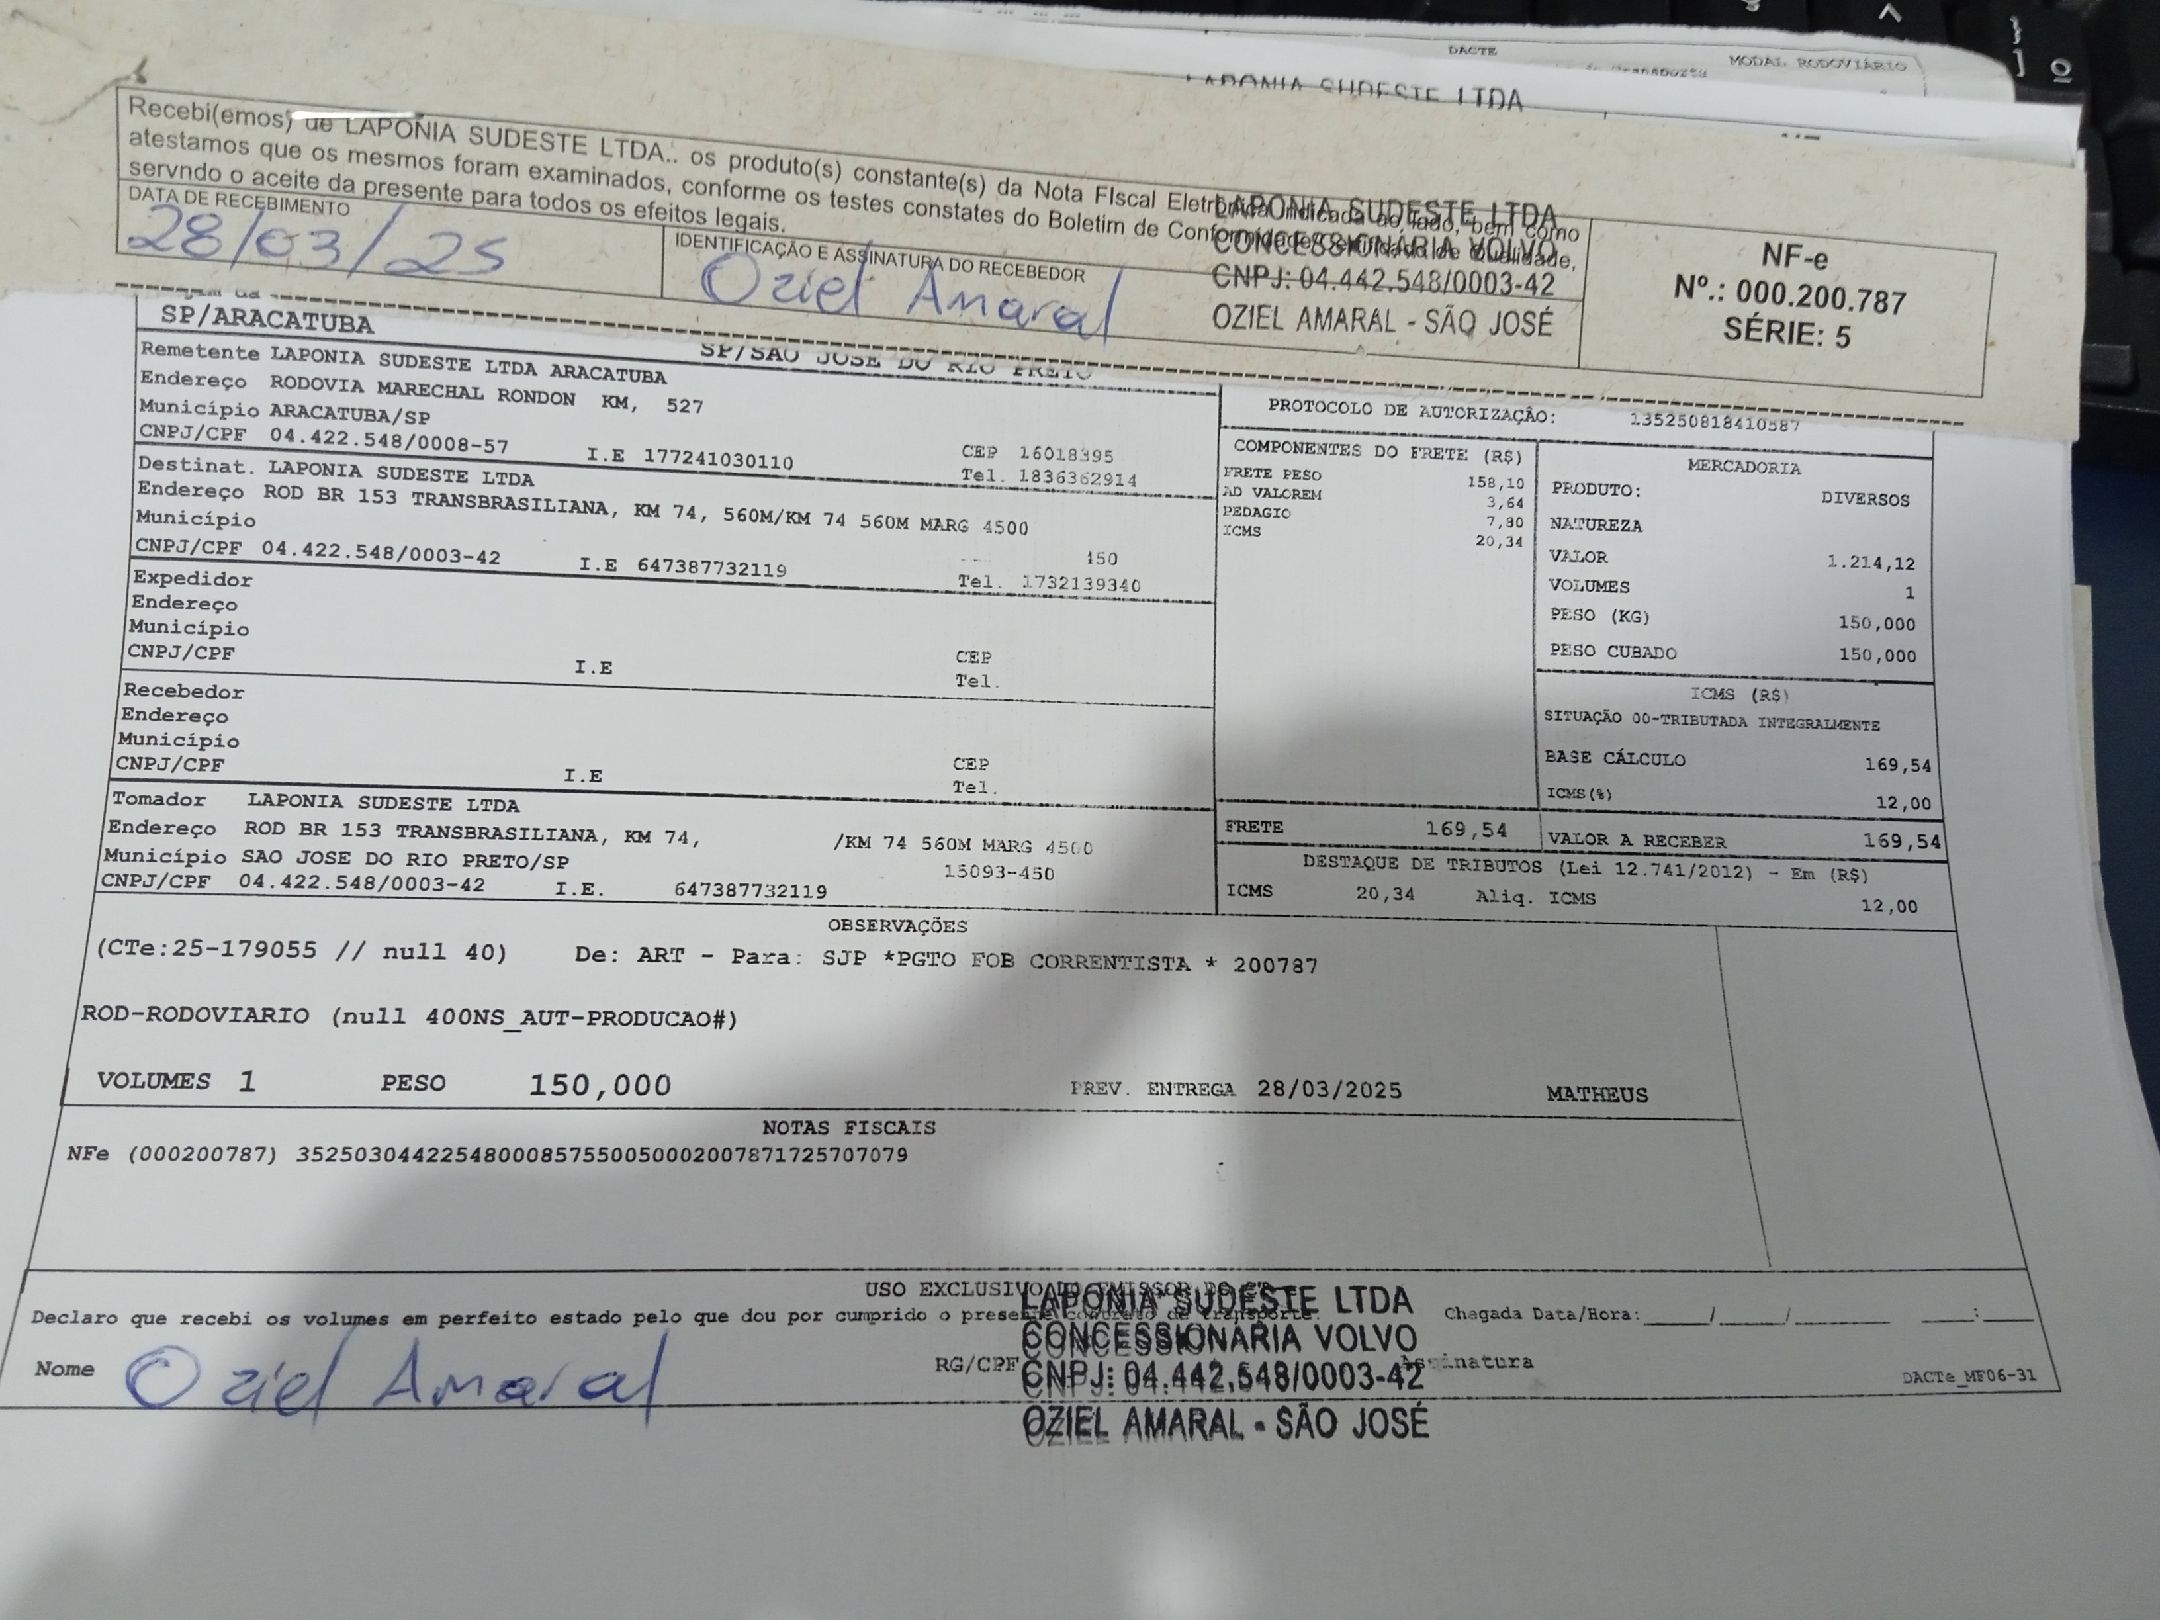 DACTE
MODAL RODOVIÁRIO
LAPONIA SUDESTE LTDA
Recebi(emos) de LAPONIA SUDESTE LTDA.. os produto(s) constante(s) da Nota FIscal Eletrônica indicada ao lado, bem como
atestamos que os mesmos foram examinados, conforme os testes constates do Boletim de Conformidade de Qualidade,
servndo o aceite da presente para todos os efeitos legais.
DATA DE RECEBIMENTO
28/03/25
IDENTIFICAÇÃO E ASSINATURA DO RECEBEDOR
Oziel Amaral
LAPONIA SUDESTE LTDA
CONCESSIONÁRIA VOLVO
CNPJ: 04.442.548/0003-42
OZIEL AMARAL - SÃO JOSÉ
NF-e
Nº.: 000.200.787
SÉRIE: 5
SP/ARACATUBA
SP/SAO JOSE DO RIO PRETO
Remetente LAPONIA SUDESTE LTDA ARACATUBA
Endereço RODOVIA MARECHAL RONDON KM, 527
Município ARACATUBA/SP
CEP 16018395
CNPJ/CPF 04.422.548/0008-57 I.E 177241030110 Tel. 1836362914
Destinat. LAPONIA SUDESTE LTDA
Endereço ROD BR 153 TRANSBRASILIANA, KM 74, 560M/KM 74 560M MARG 4500
Município 450
CNPJ/CPF 04.422.548/0003-42 I.E 647387732119 Tel. 1732139340
Expedidor
Endereço
Município CEP
CNPJ/CPF I.E Tel.
Recebedor
Endereço
Município CEP
CNPJ/CPF I.E Tel.
Tomador LAPONIA SUDESTE LTDA
Endereço ROD BR 153 TRANSBRASILIANA, KM 74, /KM 74 560M MARG 4500
Município SAO JOSE DO RIO PRETO/SP 15093-450
CNPJ/CPF 04.422.548/0003-42 I.E. 647387732119
PROTOCOLO DE AUTORIZAÇÃO: 135250818410587
COMPONENTES DO FRETE (R$)
FRETE PESO 158,10
AD VALOREM 3,64
PEDAGIO 7,80
ICMS 20,34
MERCADORIA
PRODUTO: DIVERSOS
NATUREZA
VALOR 1.214,12
VOLUMES 1
PESO (KG) 150,000
PESO CUBADO 150,000
ICMS (R$)
SITUAÇÃO 00-TRIBUTADA INTEGRALMENTE
BASE CÁLCULO 169,54
ICMS(%) 12,00
FRETE 169,54 VALOR A RECEBER 169,54
DESTAQUE DE TRIBUTOS (Lei 12.741/2012) - Em (R$)
ICMS 20,34 Aliq. ICMS 12,00
OBSERVAÇÕES
(CTe:25-179055 // null 40) De: ART - Para: SJP *PGTO FOB CORRENTISTA * 200787
ROD-RODOVIARIO (null 400NS_AUT-PRODUCAO#)
VOLUMES 1 PESO 150,000 PREV. ENTREGA 28/03/2025 MATHEUS
NOTAS FISCAIS
NFe (000200787) 35250304422548000857550050002007871725707079
USO EXCLUSIVO DO EMISSOR DO CT
Declaro que recebi os volumes em perfeito estado pelo que dou por cumprido o presente contrato de transporte. Chegada Data/Hora:____/____/______ ___:___
Nome Oziel Amaral RG/CPF Assinatura DACTe_MF06-31
LAPONIA SUDESTE LTDA
CONCESSIONÁRIA VOLVO
CNPJ: 04.442.548/0003-42
OZIEL AMARAL - SÃO JOSÉ